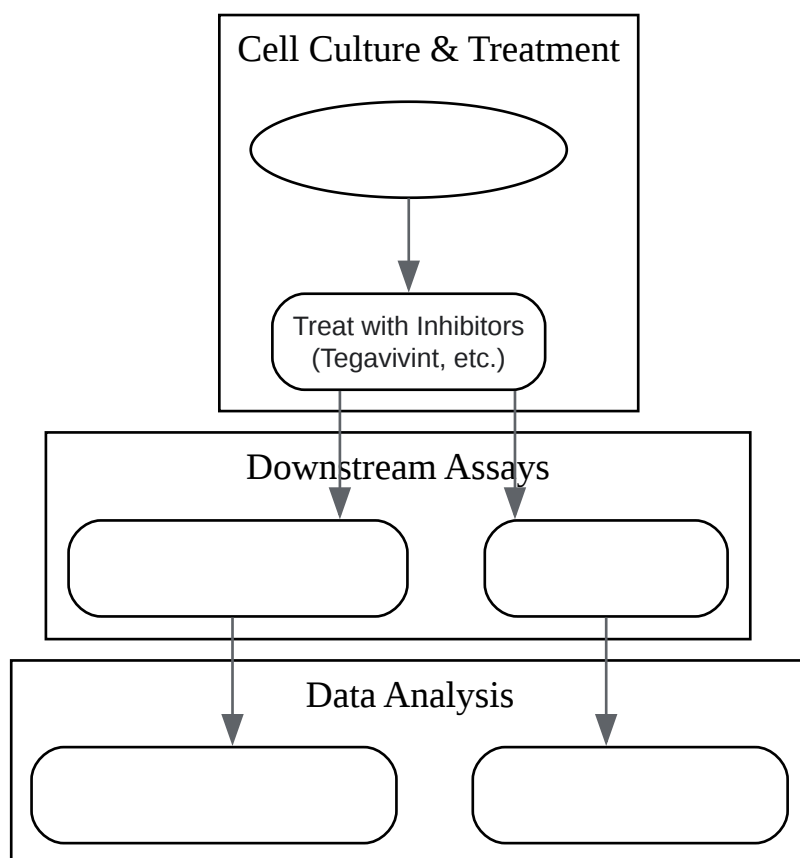 Cell Culture & Treatment
Treat with Inhibitors
(Tegavivint, etc.)
Downstream Assays
Data Analysis